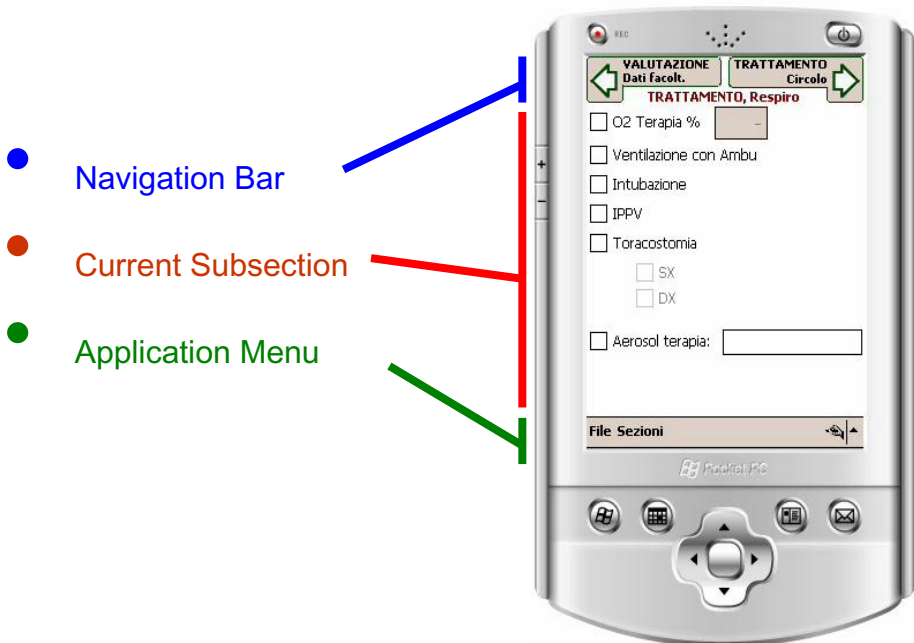 Navigation Bar
Current Subsection
Application Menu
REC
VALUTAZIONE
Dati facolt.
TRATTAMENTO
Circolo
TRATTAMENTO, Respiro
O2 Terapia %
–
Ventilazione con Ambu
Intubazione
IPPV
Toracostomia
SX
DX
Aerosol terapia:
File Sezioni
Pocket PC
+
−